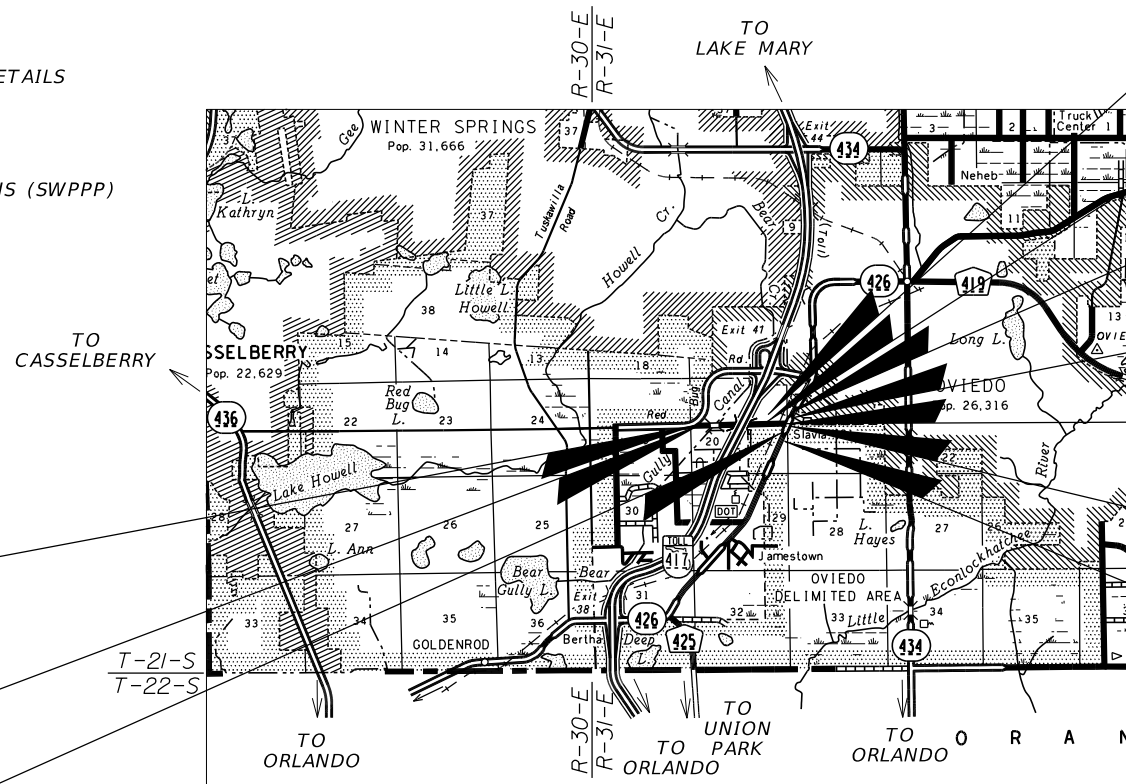 R-30-E
R-31-E
TO
LAKE MARY
ETAILS
NS (SWPPP)
WINTER SPRINGS
Pop. 31,666
Gee
37
37
Exit
44
434
3
1
2
Truck
Center
Neheb
L.
Kathryn
37
Tuskawilla
Road
Howell Cr.
Bear
Cr.
9
(Toll)
11
426
419
Little L.
Howell
38
13
Long L.
TO
CASSELBERRY
SSELBERRY
Pop. 22,629
15
14
13
18
Exit 41
Rd.
OVIEDO
Pop. 26,316
Red
Bug
L.
436
22
23
24
Red
Bug
Canal
20
Slavia
Lake Howell
Gully
30
DOT
29
28
27
26
River
L.
Hayes
28
27
26
25
L. Ann
TOLL
417
Jamestown
Bear
Gully L.
Bear
Exit
38
31
OVIEDO
DELIMITED AREA
Little Econlockhatchee
33
34
35
36
32
33
34
35
426
425
434
GOLDENROD
Bertha
Deep
L.
T-21-S
T-22-S
R-30-E
R-31-E
TO
ORLANDO
TO
ORLANDO
TO
UNION
PARK
TO
ORLANDO
O R A N